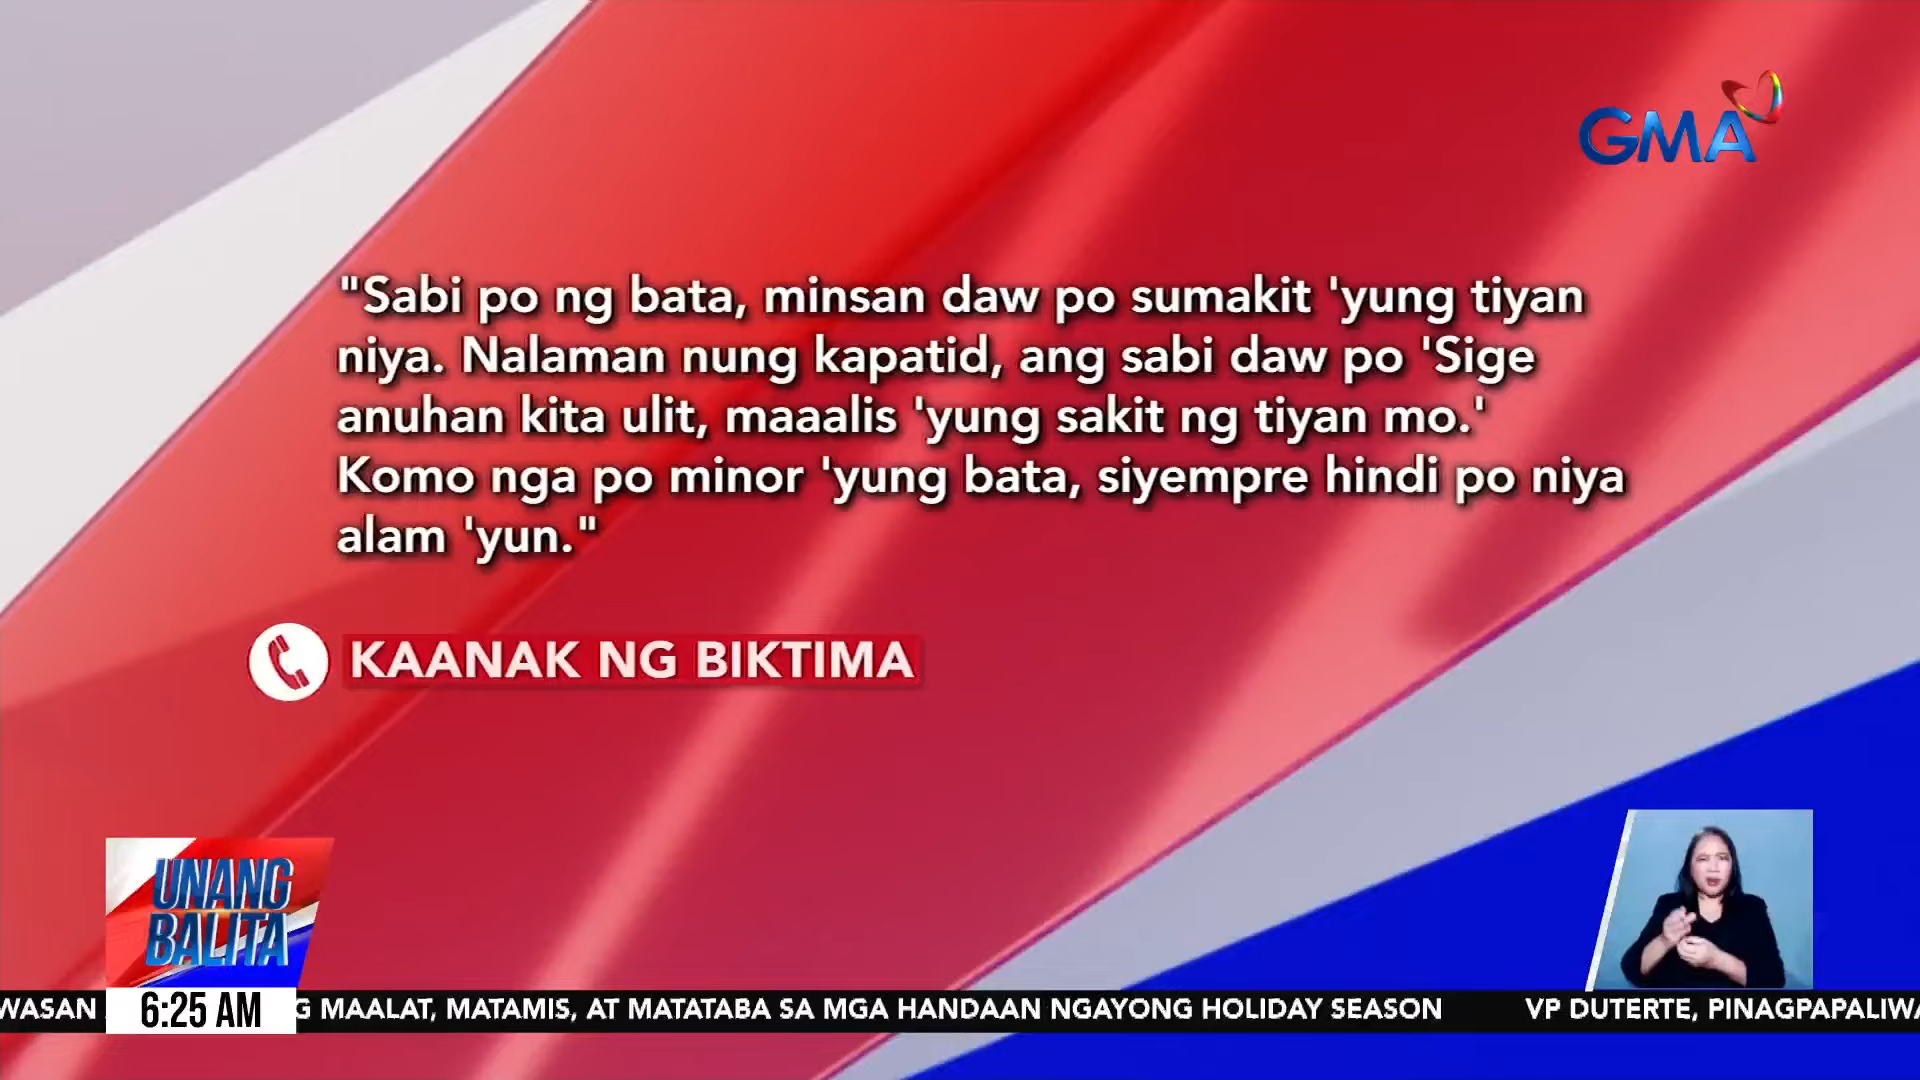 GMA
"Sabi po ng bata, minsan daw po sumakit 'yung tiyan
niya. Nalaman nung kapatid, ang sabi daw po 'Sige
anuhan kita ulit, maaalis 'yung sakit ng tiyan mo.'
Komo nga po minor 'yung bata, siyempre hindi po niya
alam 'yun."
KAANAK NG BIKTIMA
UNANG
BALITA
6:25 AM
MAALAT, MATAMIS, AT MATATABA SA MGA HANDAAN NGAYONG HOLIDAY SEASON VP DUTERTE,